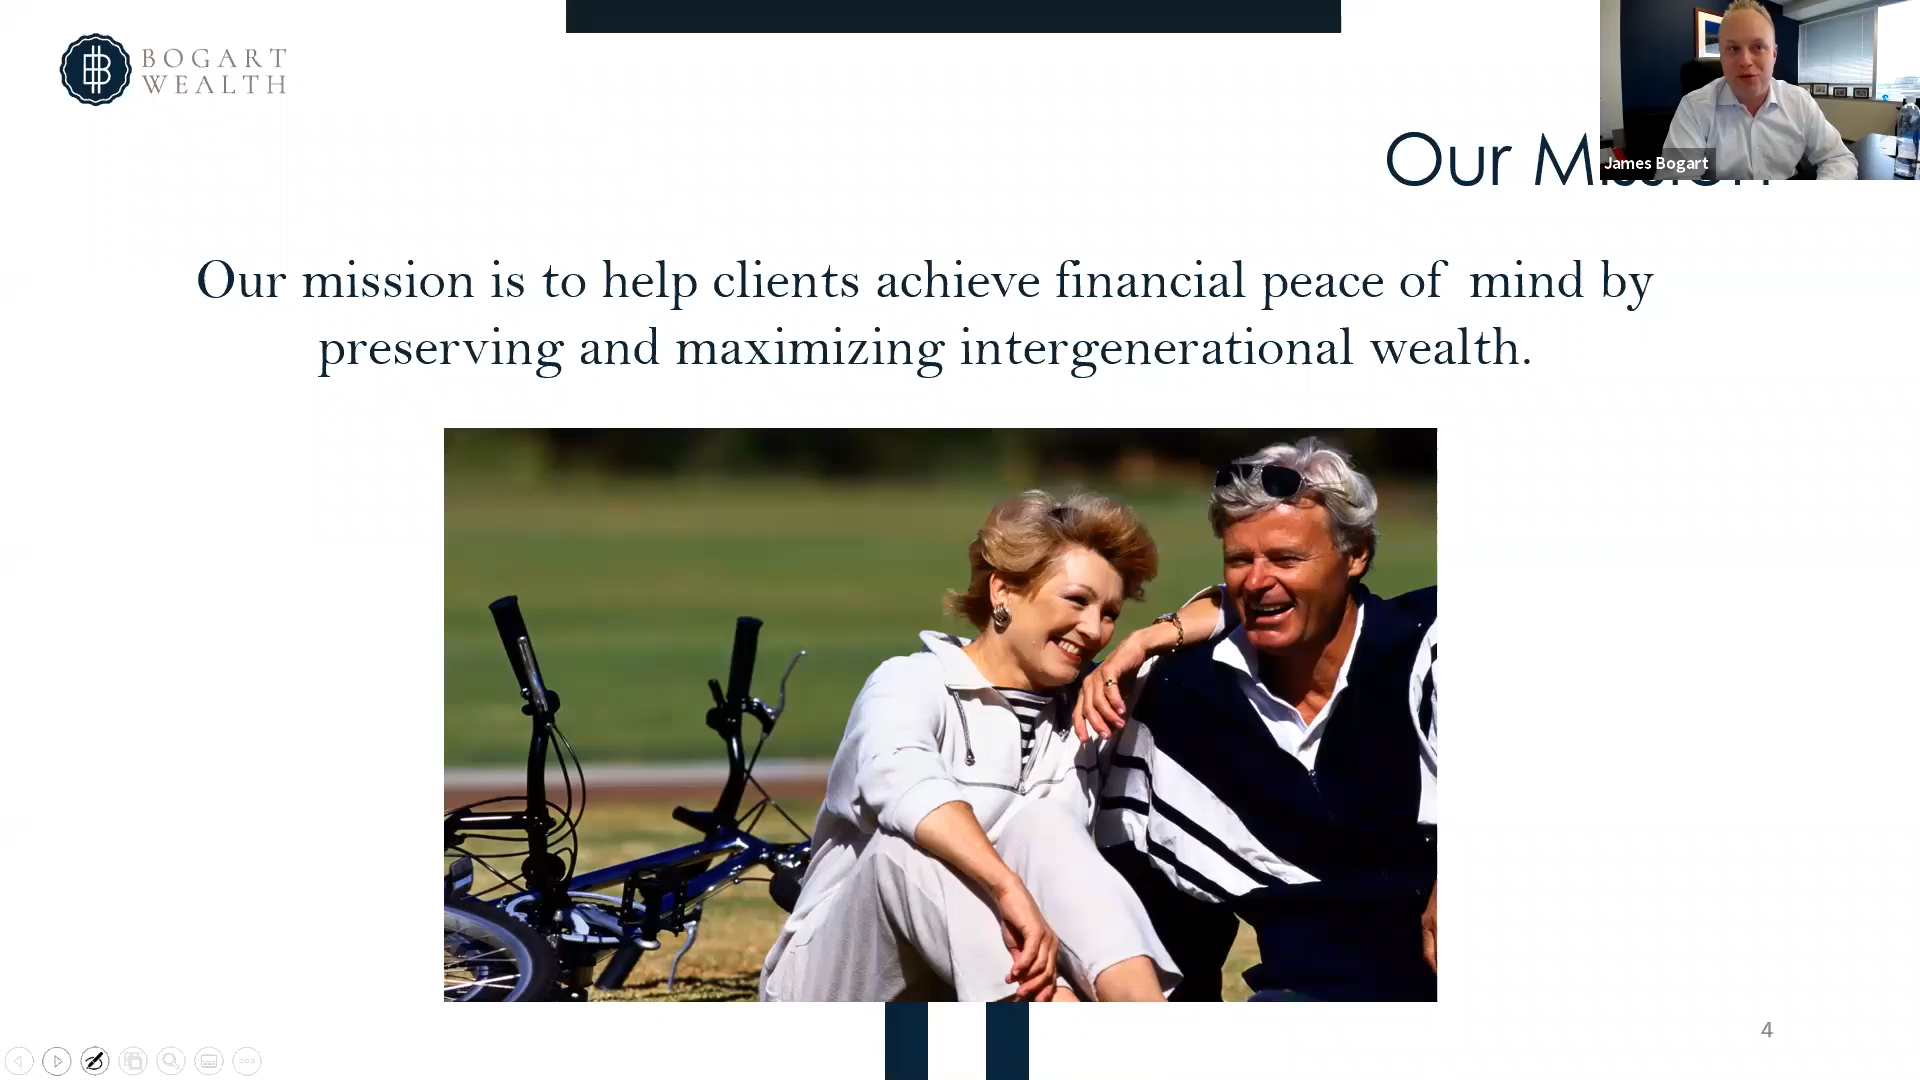 BOGART
WEALTH
Our Mission
James Bogart
Our mission is to help clients achieve financial peace of mind by
preserving and maximizing intergenerational wealth.
4